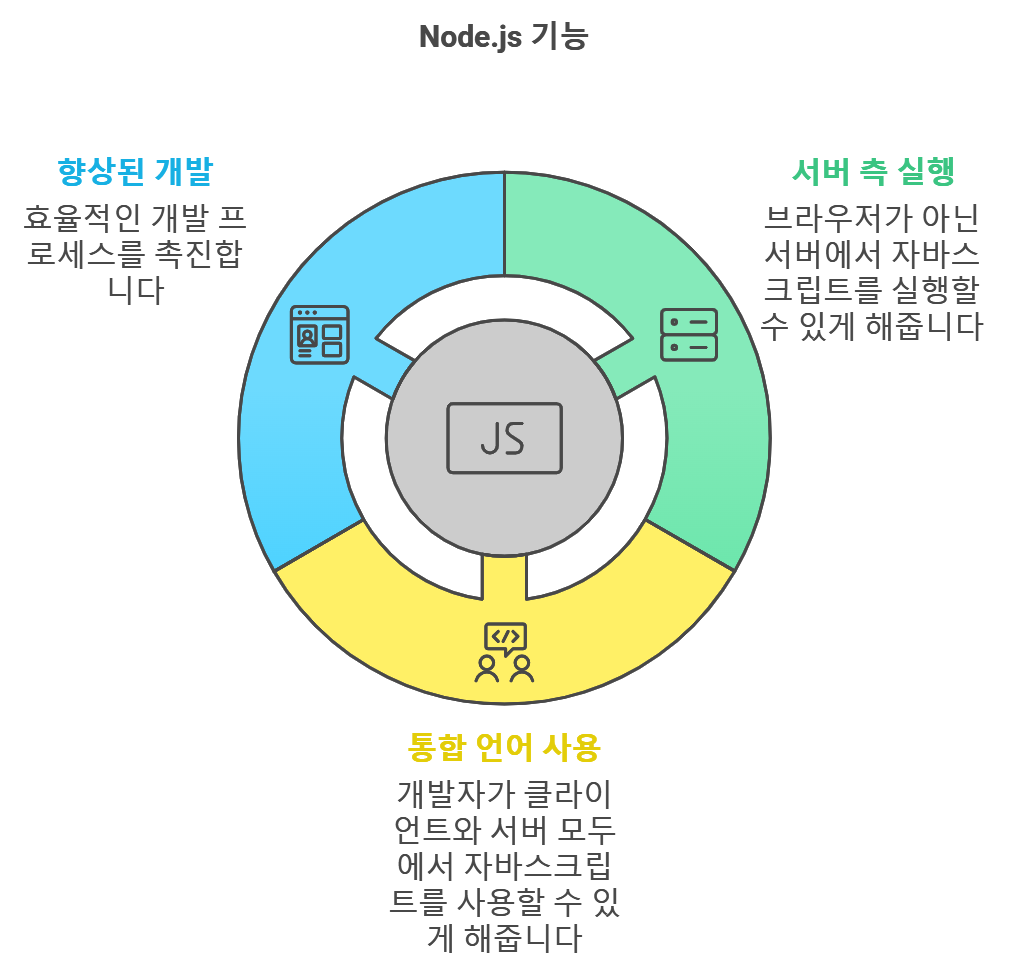 Node.js 기능
향상된 개발
효율적인 개발 프
로세스를 촉진합
니다
서버 측 실행
브라우저가 아닌
서버에서 자바스
크립트를 실행할
수 있게 해줍니다
JS
</>
통합 언어 사용
개발자가 클라이
언트와 서버 모두
에서 자바스크립
트를 사용할 수 있
게 해줍니다